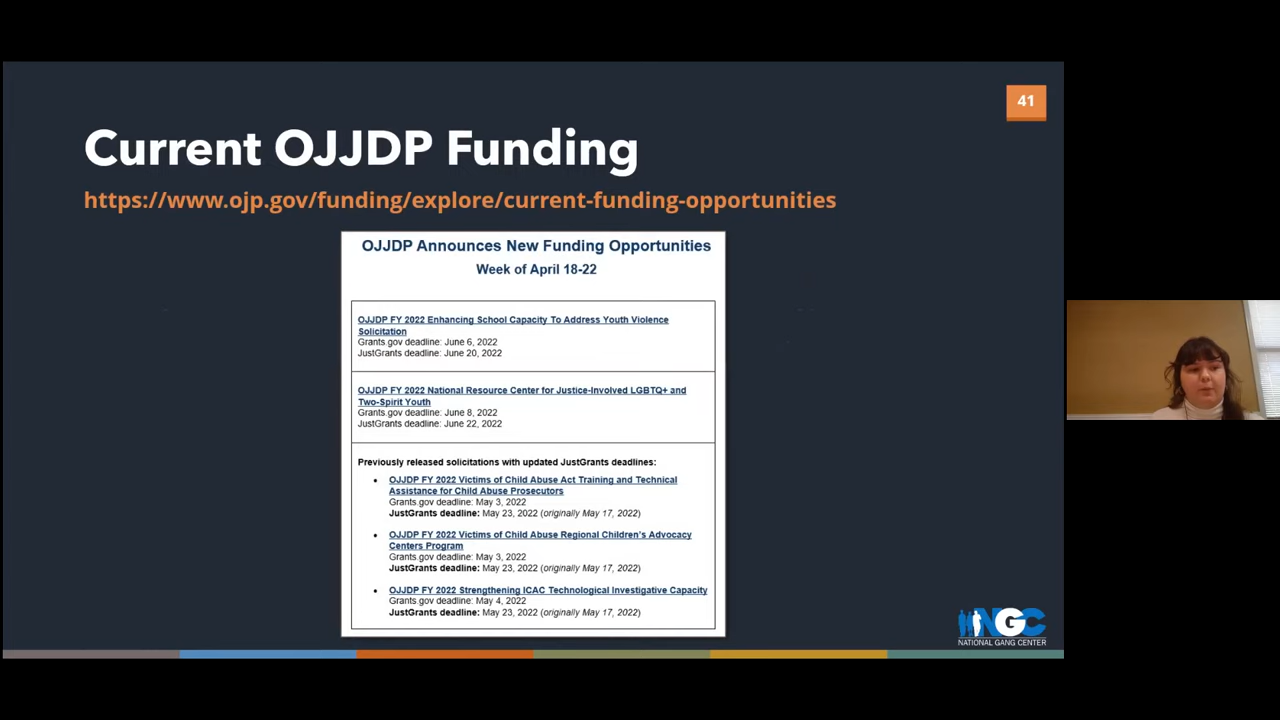 41
Current OJJDP Funding
https://www.ojp.gov/funding/explore/current-funding-opportunities
OJJDP Announces New Funding Opportunities
Week of April 18-22
OJJDP FY 2022 Enhancing School Capacity To Address Youth Violence
Solicitation
Grants.gov deadline: June 6, 2022
JustGrants deadline: June 20, 2022
OJJDP FY 2022 National Resource Center for Justice-Involved LGBTQ+ and
Two-Spirit Youth
Grants.gov deadline: June 8, 2022
JustGrants deadline: June 22, 2022
Previously released solicitations with updated JustGrants deadlines:
• OJJDP FY 2022 Victims of Child Abuse Act Training and Technical
Assistance for Child Abuse Prosecutors
Grants.gov deadline: May 3, 2022
JustGrants deadline: May 23, 2022 (originally May 17, 2022)
• OJJDP FY 2022 Victims of Child Abuse Regional Children's Advocacy
Centers Program
Grants.gov deadline: May 3, 2022
JustGrants deadline: May 23, 2022 (originally May 17, 2022)
• OJJDP FY 2022 Strengthening ICAC Technological Investigative Capacity
Grants.gov deadline: May 4, 2022
JustGrants deadline: May 23, 2022 (originally May 17, 2022)
NGC
NATIONAL GANG CENTER